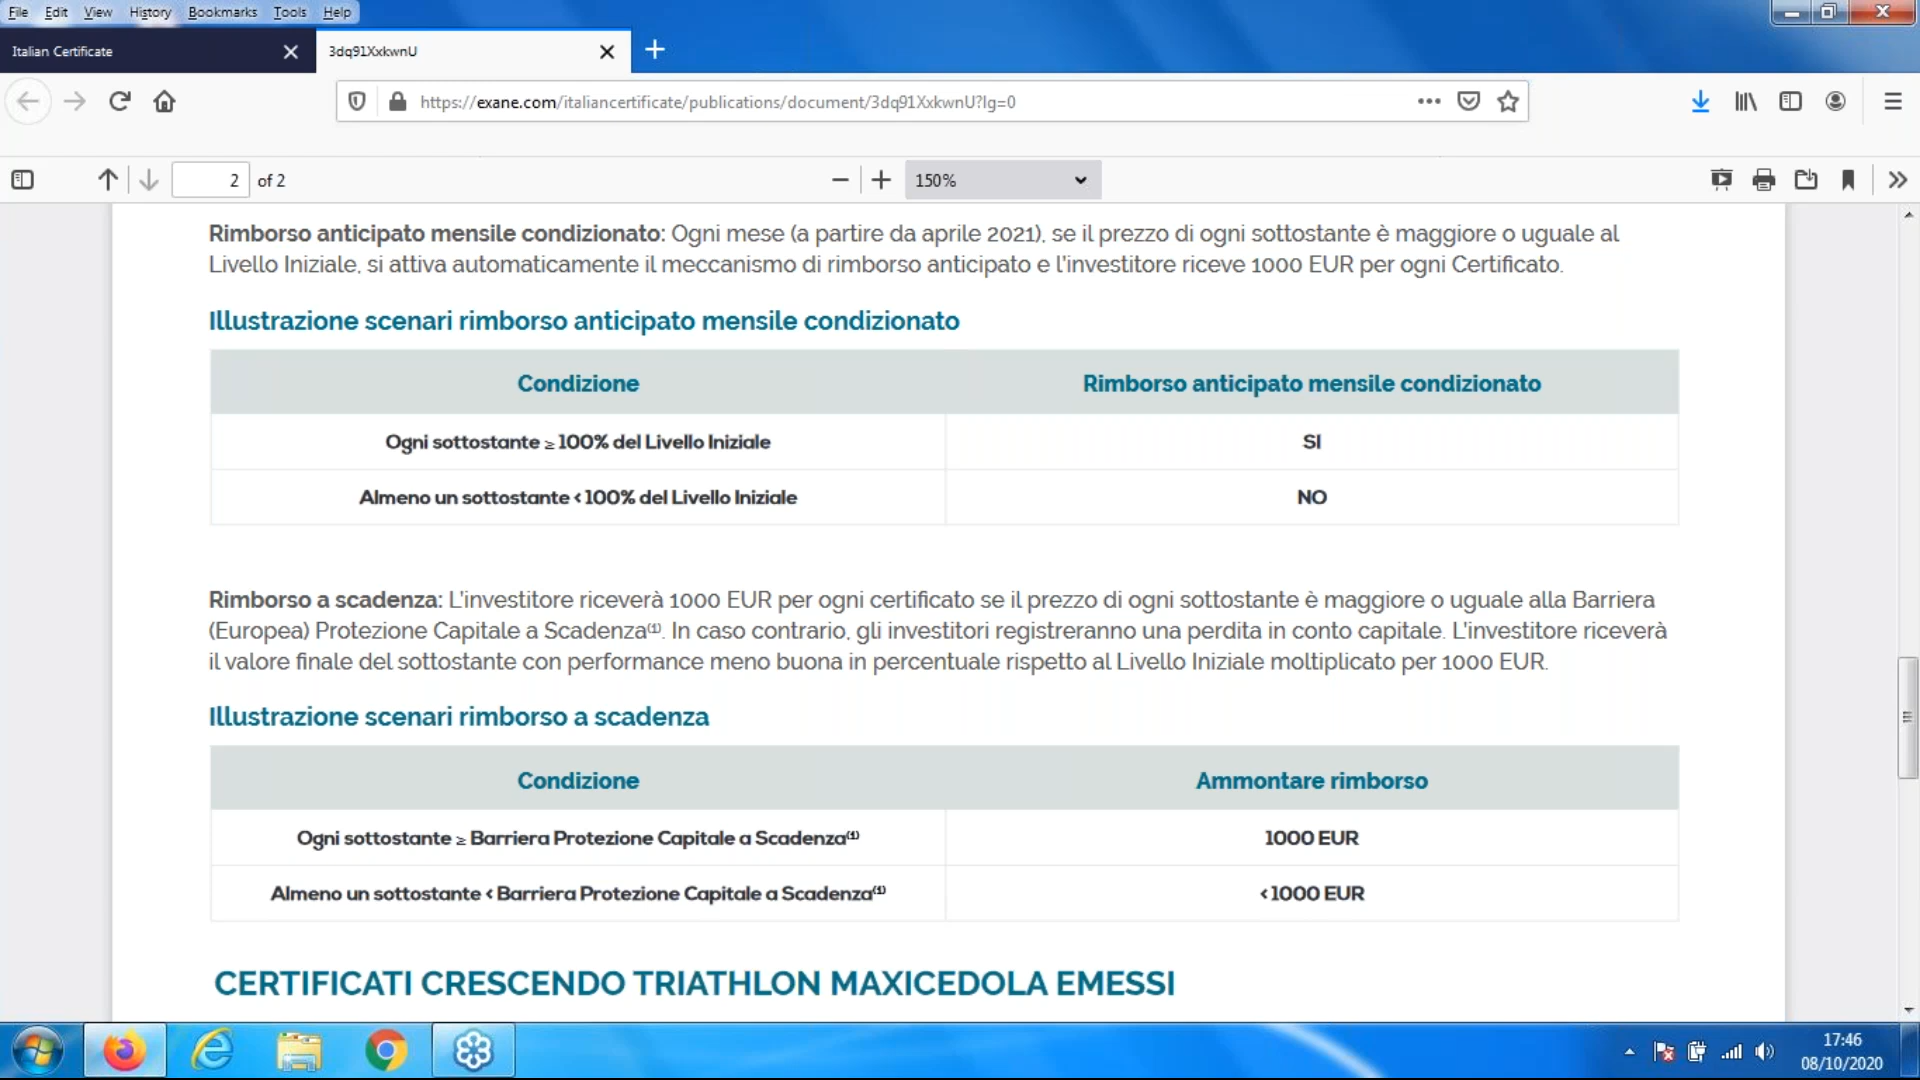 File Edit View History Bookmarks Tools Help
Italian Certificate
3dq91XxkwnU
https://exane.com/italiancertificate/publications/document/3dq91XxkwnU?lg=0
2 of 2
150%
Rimborso anticipato mensile condizionato: Ogni mese (a partire da aprile 2021), se il prezzo di ogni sottostante è maggiore o uguale al
Livello Iniziale, si attiva automaticamente il meccanismo di rimborso anticipato e l'investitore riceve 1000 EUR per ogni Certificato.
Illustrazione scenari rimborso anticipato mensile condizionato
Condizione Rimborso anticipato mensile condizionato
Ogni sottostante ≥ 100% del Livello Iniziale SI
Almeno un sottostante < 100% del Livello Iniziale NO
Rimborso a scadenza: L'investitore riceverà 1000 EUR per ogni certificato se il prezzo di ogni sottostante è maggiore o uguale alla Barriera
(Europea) Protezione Capitale a Scadenza⁽¹⁾. In caso contrario, gli investitori registreranno una perdita in conto capitale. L'investitore riceverà
il valore finale del sottostante con performance meno buona in percentuale rispetto al Livello Iniziale moltiplicato per 1000 EUR.
Illustrazione scenari rimborso a scadenza
Condizione Ammontare rimborso
Ogni sottostante ≥ Barriera Protezione Capitale a Scadenza⁽¹⁾ 1000 EUR
Almeno un sottostante < Barriera Protezione Capitale a Scadenza⁽¹⁾ <1000 EUR
CERTIFICATI CRESCENDO TRIATHLON MAXICEDOLA EMESSI
17:46
08/10/2020